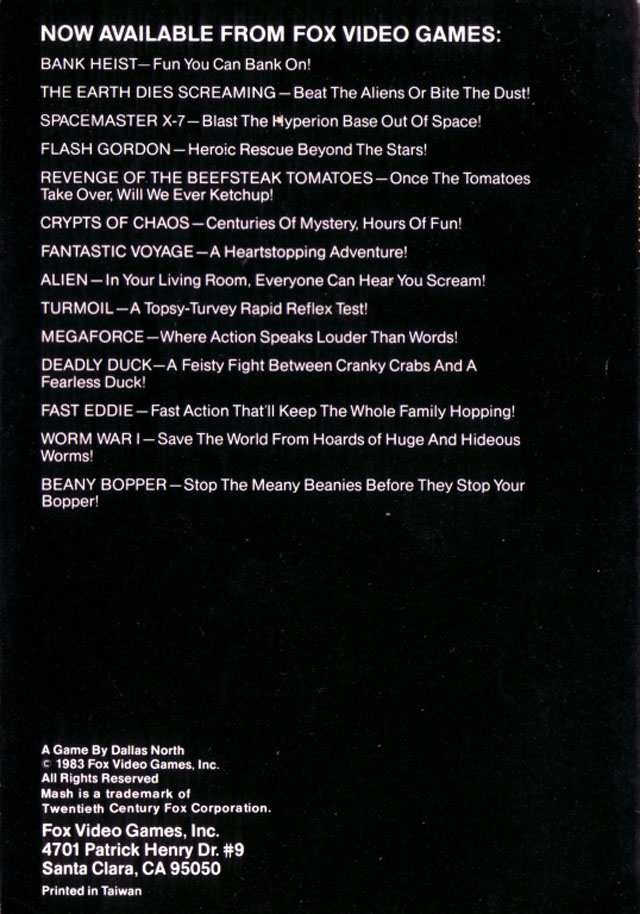 NOW AVAILABLE FROM FOX VIDEO GAMES:
BANK HEIST—Fun You Can Bank On!
THE EARTH DIES SCREAMING—Beat The Aliens Or Bite The Dust!
SPACEMASTER X-7—Blast The Hyperion Base Out Of Space!
FLASH GORDON—Heroic Rescue Beyond The Stars!
REVENGE OF THE BEEFSTEAK TOMATOES—Once The Tomatoes
Take Over, Will We Ever Ketchup!
CRYPTS OF CHAOS—Centuries Of Mystery, Hours Of Fun!
FANTASTIC VOYAGE—A Heartstopping Adventure!
ALIEN—In Your Living Room, Everyone Can Hear You Scream!
TURMOIL—A Topsy-Turvey Rapid Reflex Test!
MEGAFORCE—Where Action Speaks Louder Than Words!
DEADLY DUCK—A Feisty Fight Between Cranky Crabs And A
Fearless Duck!
FAST EDDIE—Fast Action That'll Keep The Whole Family Hopping!
WORM WAR I—Save The World From Hoards of Huge And Hideous
Worms!
BEANY BOPPER—Stop The Meany Beanies Before They Stop Your
Bopper!
A Game By Dallas North
© 1983 Fox Video Games, Inc.
All Rights Reserved
Mash is a trademark of
Twentieth Century Fox Corporation.
Fox Video Games, Inc.
4701 Patrick Henry Dr. #9
Santa Clara, CA 95050
Printed in Taiwan